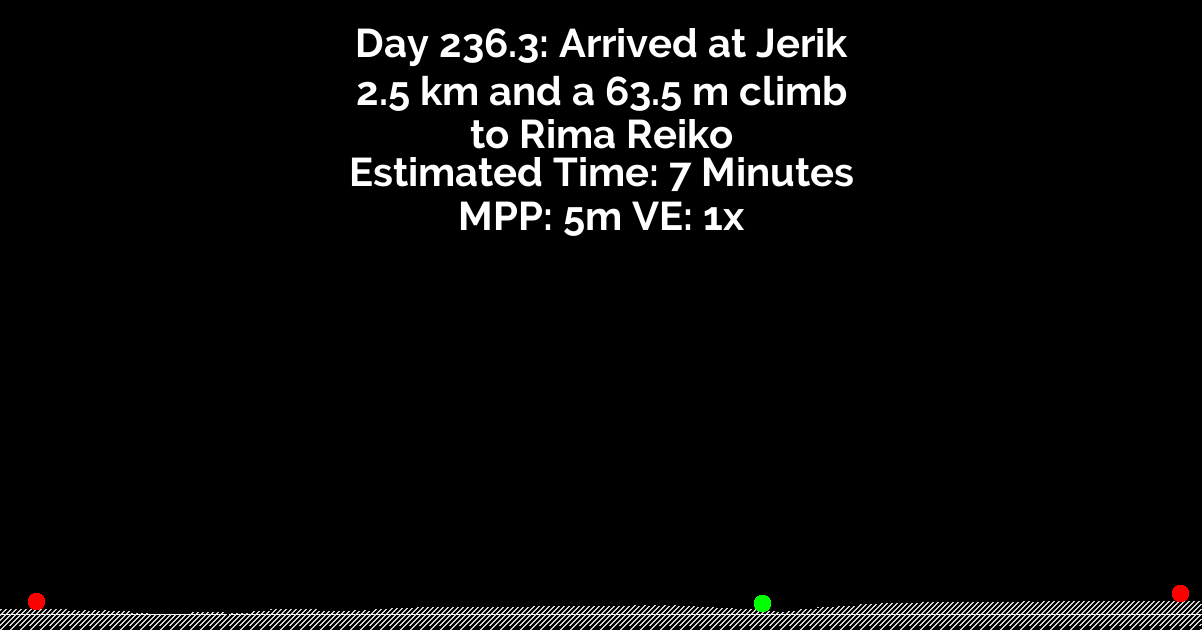 Day 236.3: Arrived at Jerik
2.5 km and a 63.5 m climb
to Rima Reiko
Estimated Time: 7 Minutes
MPP: 5m VE: 1x